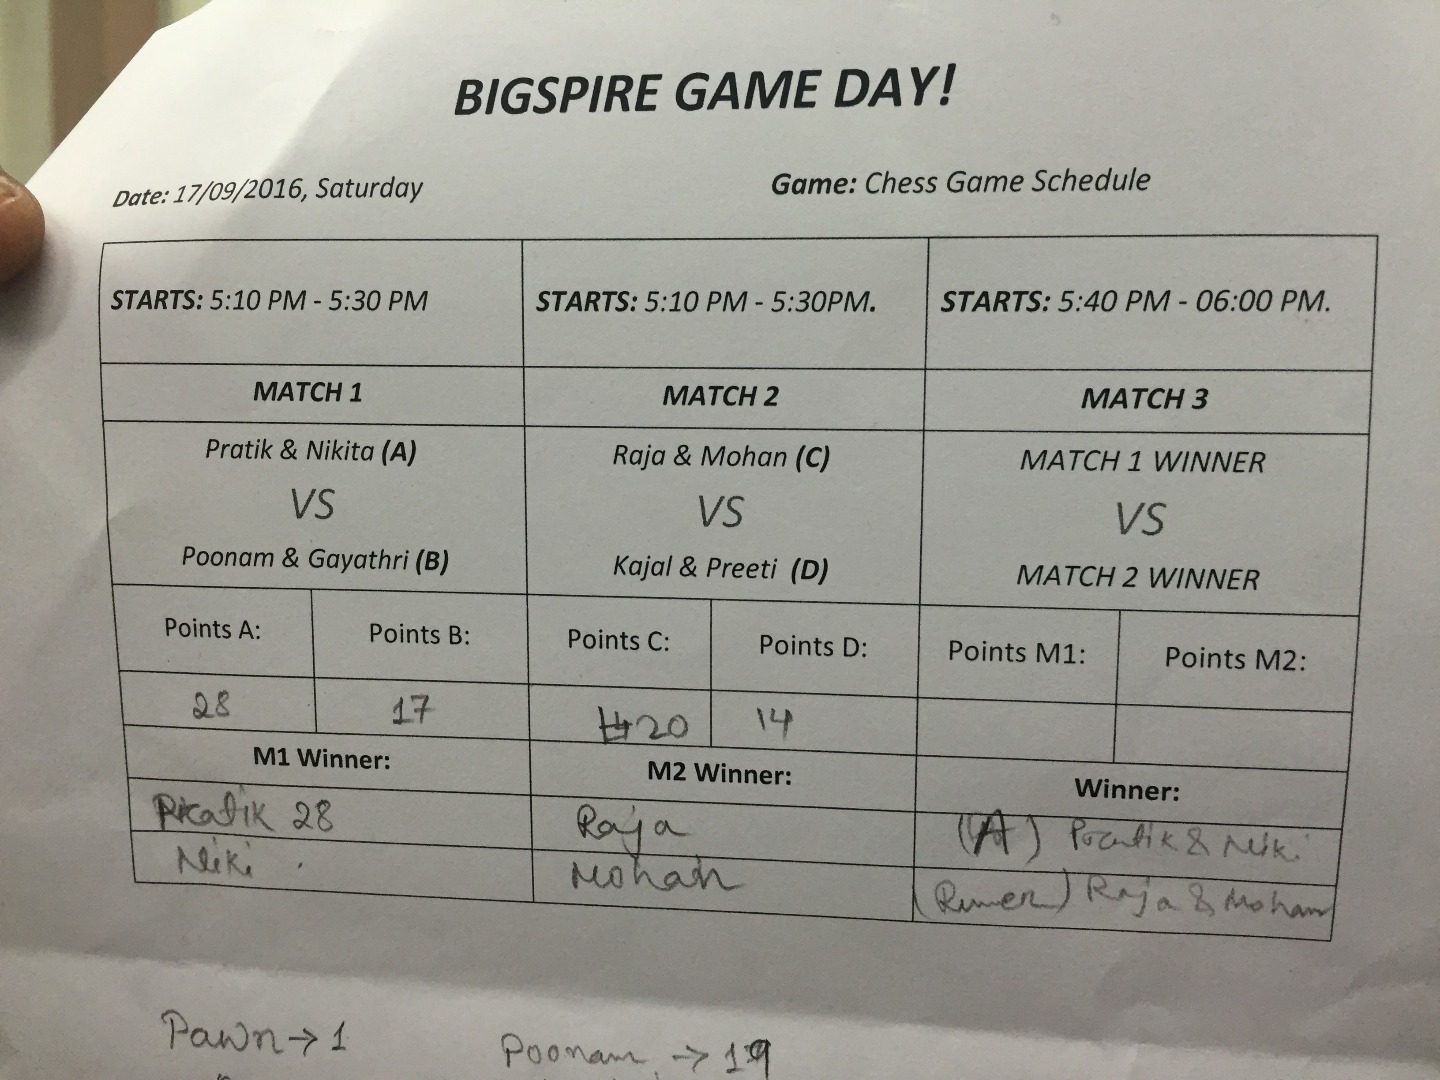 BIGSPIRE GAME DAY!
Date: 17/09/2016, Saturday Game: Chess Game Schedule
STARTS: 5:10 PM - 5:30 PM STARTS: 5:10 PM - 5:30PM. STARTS: 5:40 PM - 06:00 PM.
MATCH 1 MATCH 2 MATCH 3
Pratik & Nikita (A) Raja & Mohan (C) MATCH 1 WINNER
VS VS VS
Poonam & Gayathri (B) Kajal & Preeti (D) MATCH 2 WINNER
Points A: Points B: Points C: Points D: Points M1: Points M2:
28 17 20 14
M1 Winner: M2 Winner: Winner:
Pratik 28 Raja (A) Pratik & Niki
Niki Mohan (Runner) Raja & Mohan
Pawn → 1 Poonam → 19